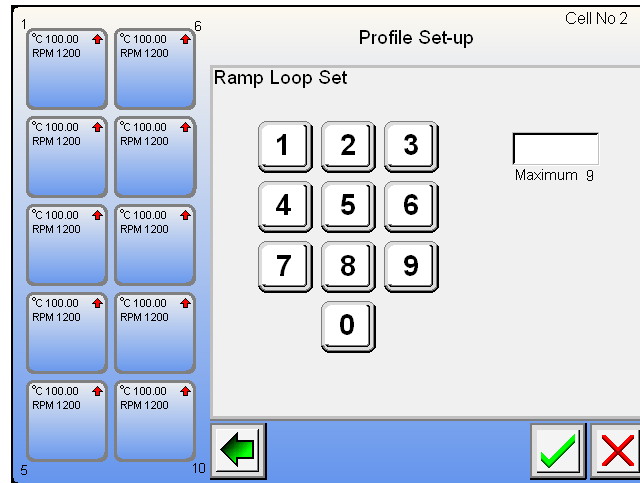 Cell No 2
Profile Set-up
1
6
°C 100.00
RPM 1200
°C 100.00
RPM 1200
°C 100.00
RPM 1200
°C 100.00
RPM 1200
°C 100.00
RPM 1200
°C 100.00
RPM 1200
°C 100.00
RPM 1200
°C 100.00
RPM 1200
°C 100.00
RPM 1200
°C 100.00
RPM 1200
5
10
Ramp Loop Set
1 2 3
4 5 6
7 8 9
0
Maximum 9